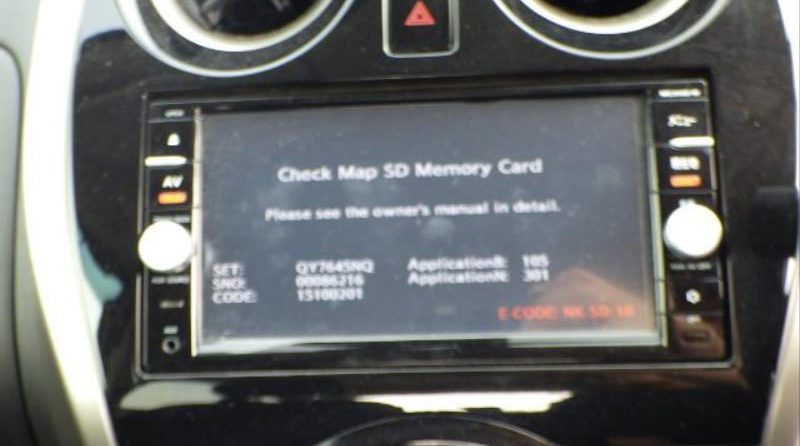 AV
Check Map SD Memory Card
Please see the owner's manual in detail.
SET: QY7645NQ ApplicationB: 105
SNO: 00086216 ApplicationN: 301
CODE: 15100201
E-CODE: NK-SD-10